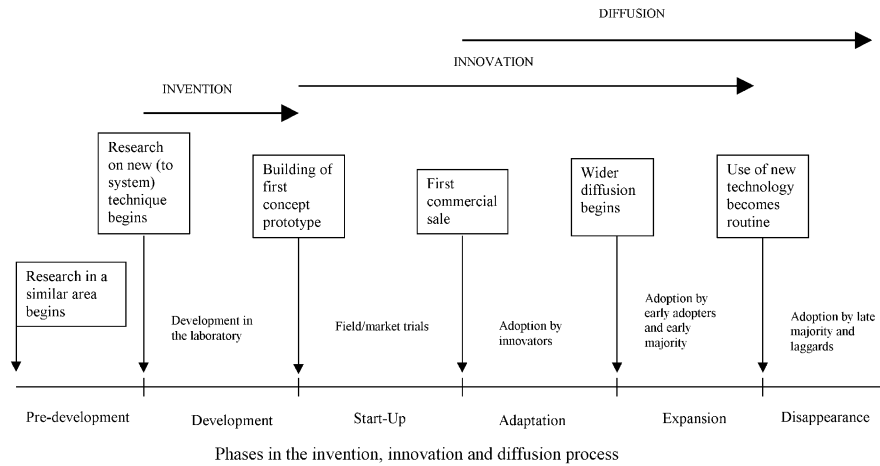 DIFFUSION
INNOVATION
INVENTION
Research
on new (to
system)
technique
begins
Building of
first
concept
prototype
First
commercial
sale
Wider
diffusion
begins
Use of new
technology
becomes
routine
Research in a
similar area
begins
Development in
the laboratory
Field/market trials
Adoption by
innovators
Adoption by
early adopters
and early
majority
Adoption by late
majority and
laggards
Pre-development
Development
Start-Up
Adaptation
Expansion
Disappearance
Phases in the invention, innovation and diffusion process